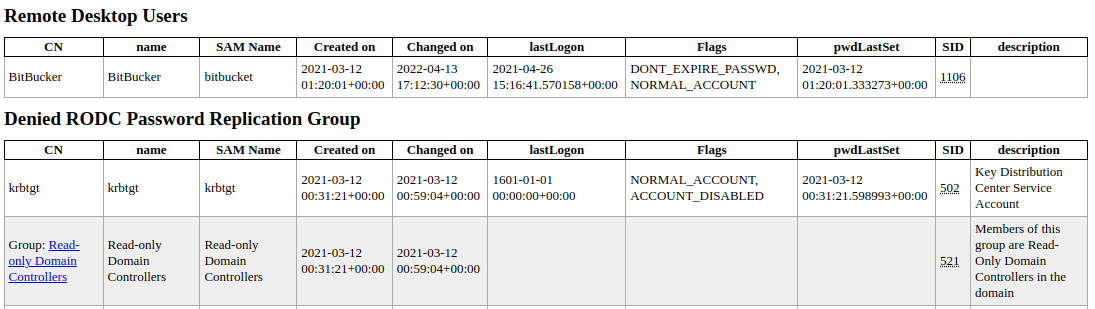 Remote Desktop Users
CN name SAM Name Created on Changed on lastLogon Flags pwdLastSet SID description
BitBucker BitBucker bitbucket 2021-03-12 01:20:01+00:00 2022-04-13 17:12:30+00:00 2021-04-26 15:16:41.570158+00:00 DONT_EXPIRE_PASSWD, NORMAL_ACCOUNT 2021-03-12 01:20:01.333273+00:00 1106
Denied RODC Password Replication Group
CN name SAM Name Created on Changed on lastLogon Flags pwdLastSet SID description
krbtgt krbtgt krbtgt 2021-03-12 00:31:21+00:00 2021-03-12 00:59:04+00:00 1601-01-01 00:00:00+00:00 NORMAL_ACCOUNT, ACCOUNT_DISABLED 2021-03-12 00:31:21.598993+00:00 502 Key Distribution Center Service Account
Group: Read-only Domain Controllers Read-only Domain Controllers Read-only Domain Controllers 2021-03-12 00:31:21+00:00 2021-03-12 00:59:04+00:00 521 Members of this group are Read-Only Domain Controllers in the domain